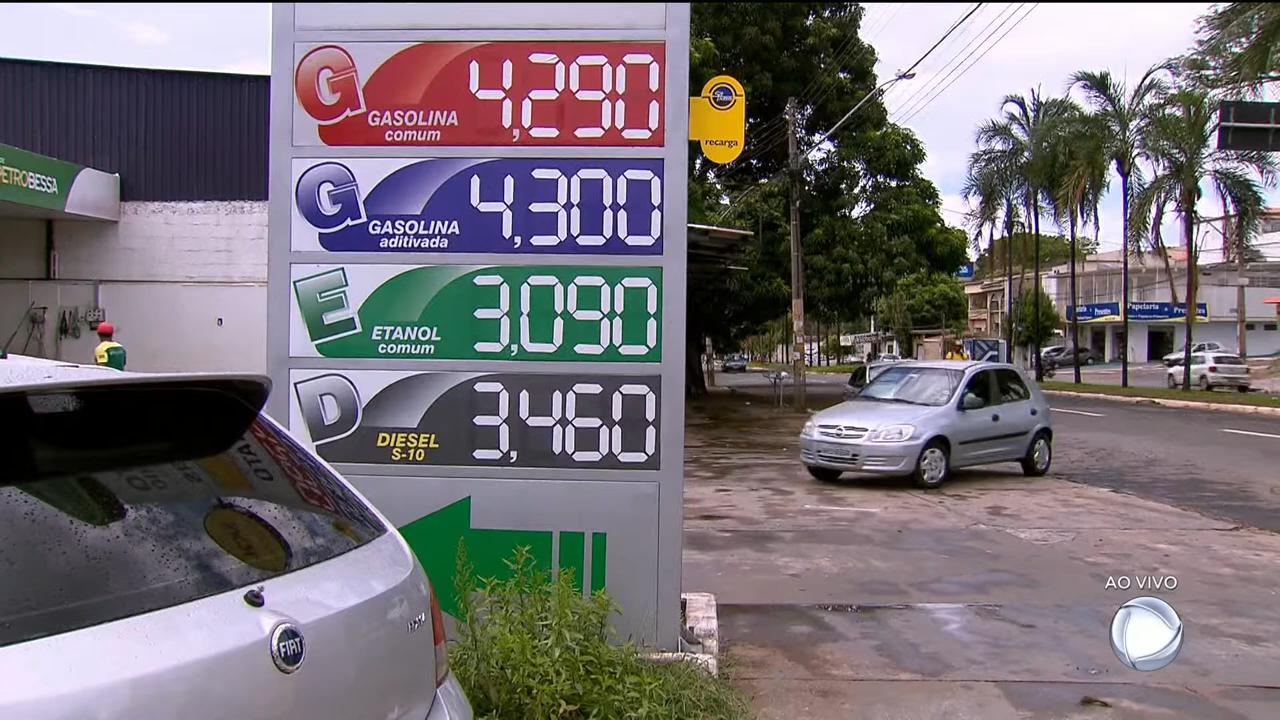 G
GASOLINA
comum
4,290
G
GASOLINA
aditivada
4,300
E
ETANOL
comum
3,090
D
DIESEL
S-10
3,460
PETROBESSA
recarga
Papelaria
Presentes
FIAT
AO VIVO